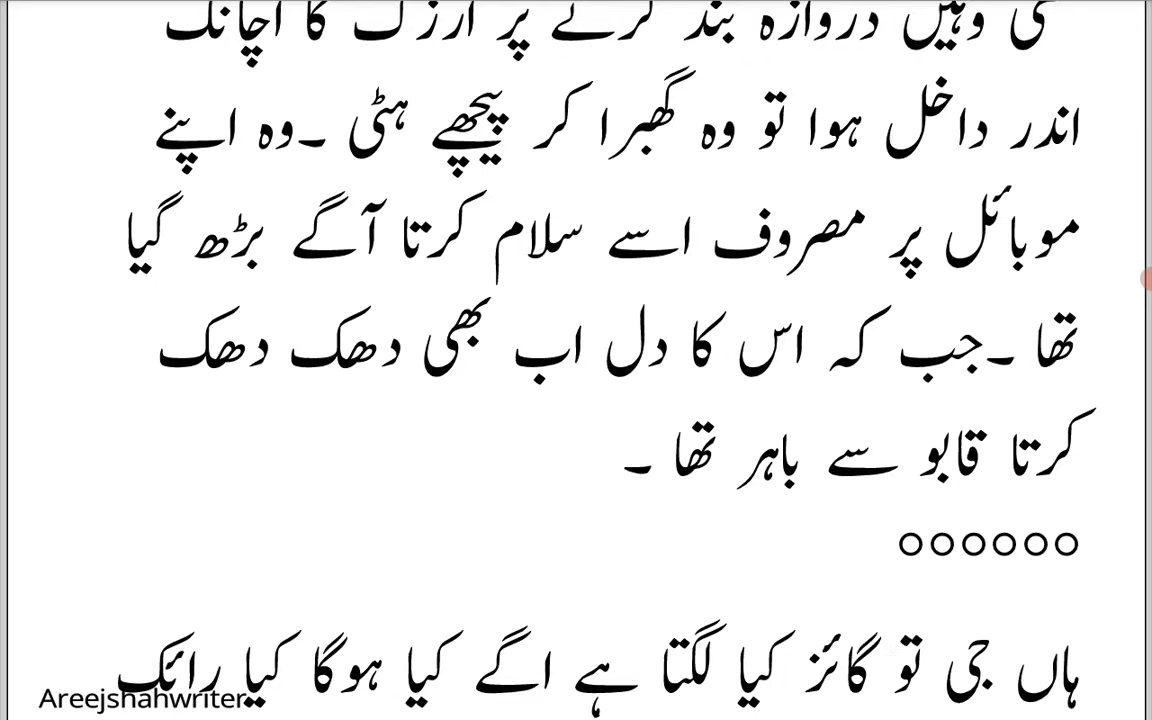 وہیں دروازہ بند کرنے پر ارزک کا اچانک
اندر داخل ہوا تو وہ گھبرا کر پیچھے ہٹی ۔وہ اپنے
موبائل پر مصروف اسے سلام کرتا آگے بڑھ گیا
تھا ۔جب کہ اس کا دل اب بھی دھک دھک
کرتا قابو سے باہر تھا ۔
○○○○○○
ہاں جی تو گائز کیا لگتا ہے اگے کیا ہوگا کیا رائک
Areejshahwriter